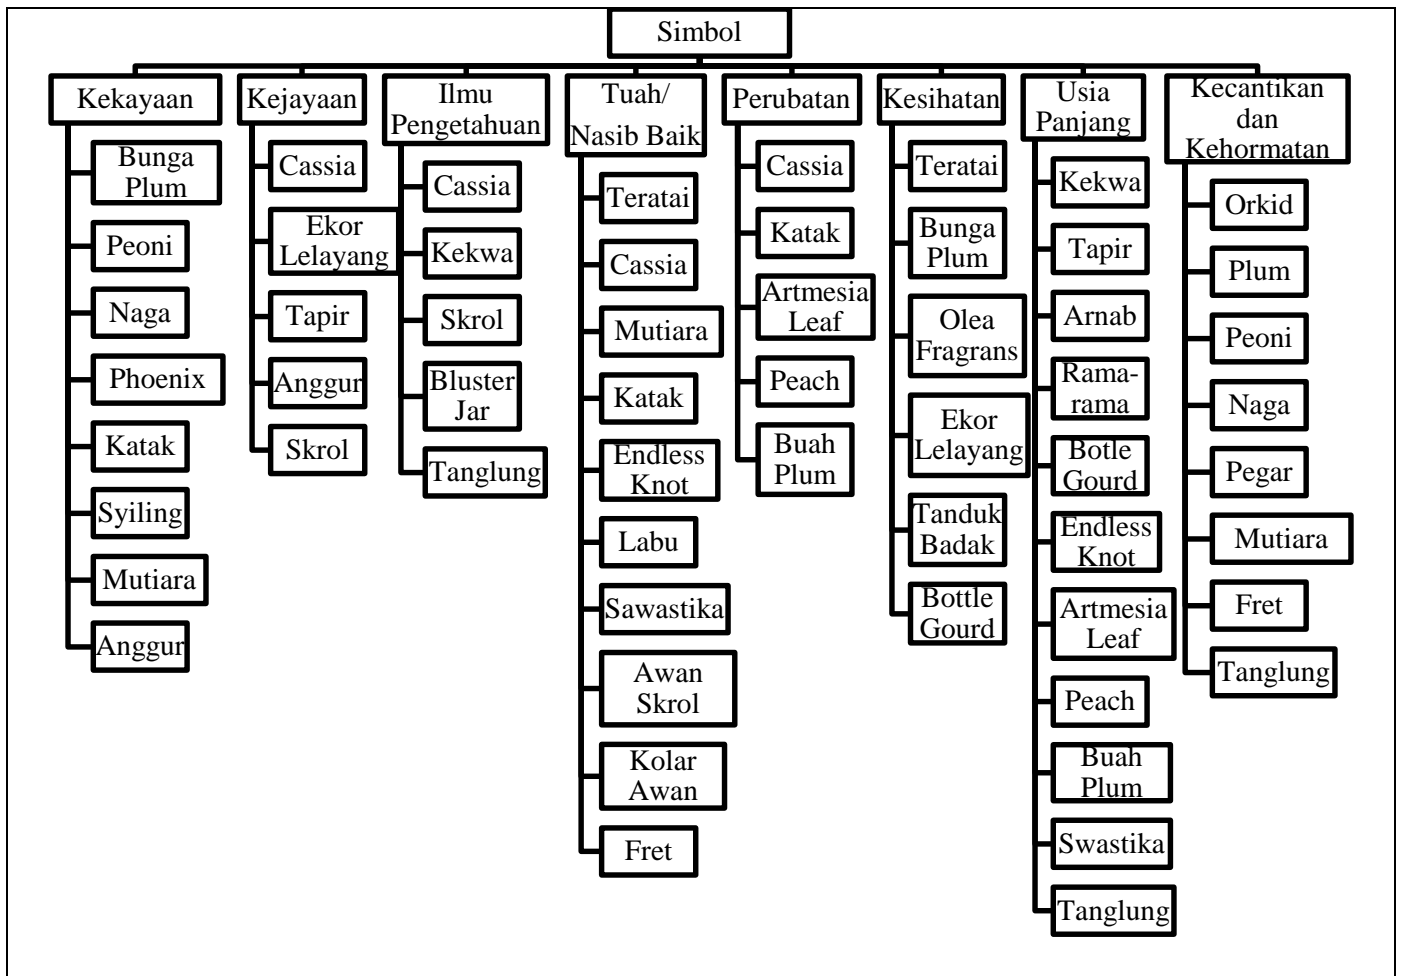 Simbol
Kekayaan
Bunga
Plum
Peoni
Naga
Phoenix
Katak
Syiling
Mutiara
Anggur
Kejayaan
Cassia
Ekor
Lelayang
Tapir
Anggur
Skrol
Ilmu
Pengetahuan
Cassia
Kekwa
Skrol
Bluster
Jar
Tanglung
Tuah/
Nasib Baik
Teratai
Cassia
Mutiara
Katak
Endless
Knot
Labu
Sawastika
Awan
Skrol
Kolar
Awan
Fret
Perubatan
Cassia
Katak
Artmesia
Leaf
Peach
Buah
Plum
Kesihatan
Teratai
Bunga
Plum
Olea
Fragrans
Ekor
Lelayang
Tanduk
Badak
Bottle
Gourd
Usia
Panjang
Kekwa
Tapir
Arnab
Rama-
rama
Botle
Gourd
Endless
Knot
Artmesia
Leaf
Peach
Buah
Plum
Swastika
Tanglung
Kecantikan
dan
Kehormatan
Orkid
Plum
Peoni
Naga
Pegar
Mutiara
Fret
Tanglung